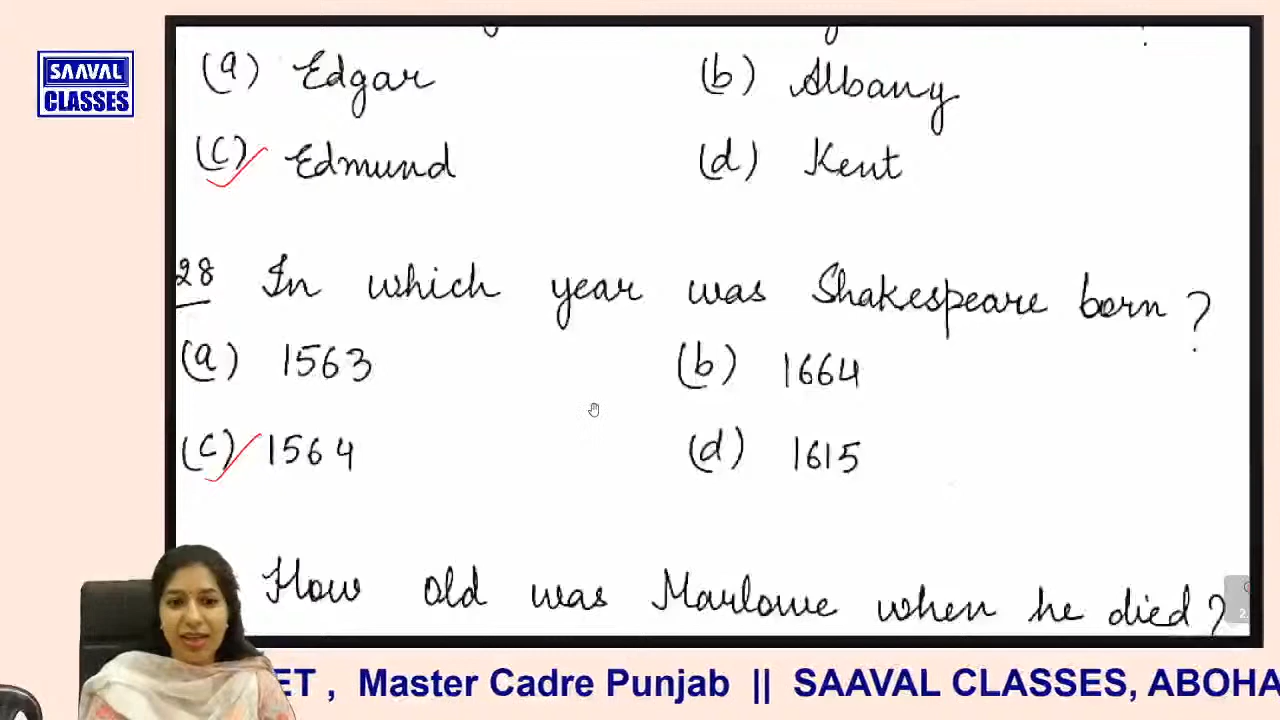 SAAVAL
CLASSES
(a) Edgar (b) Albany
(c) Edmund (d) Kent
28 In which year was Shakespeare born?
(a) 1563 (b) 1664
(c) 1564 (d) 1615
How old was Marlowe when he died?
ET , Master Cadre Punjab || SAAVAL CLASSES, ABOHA